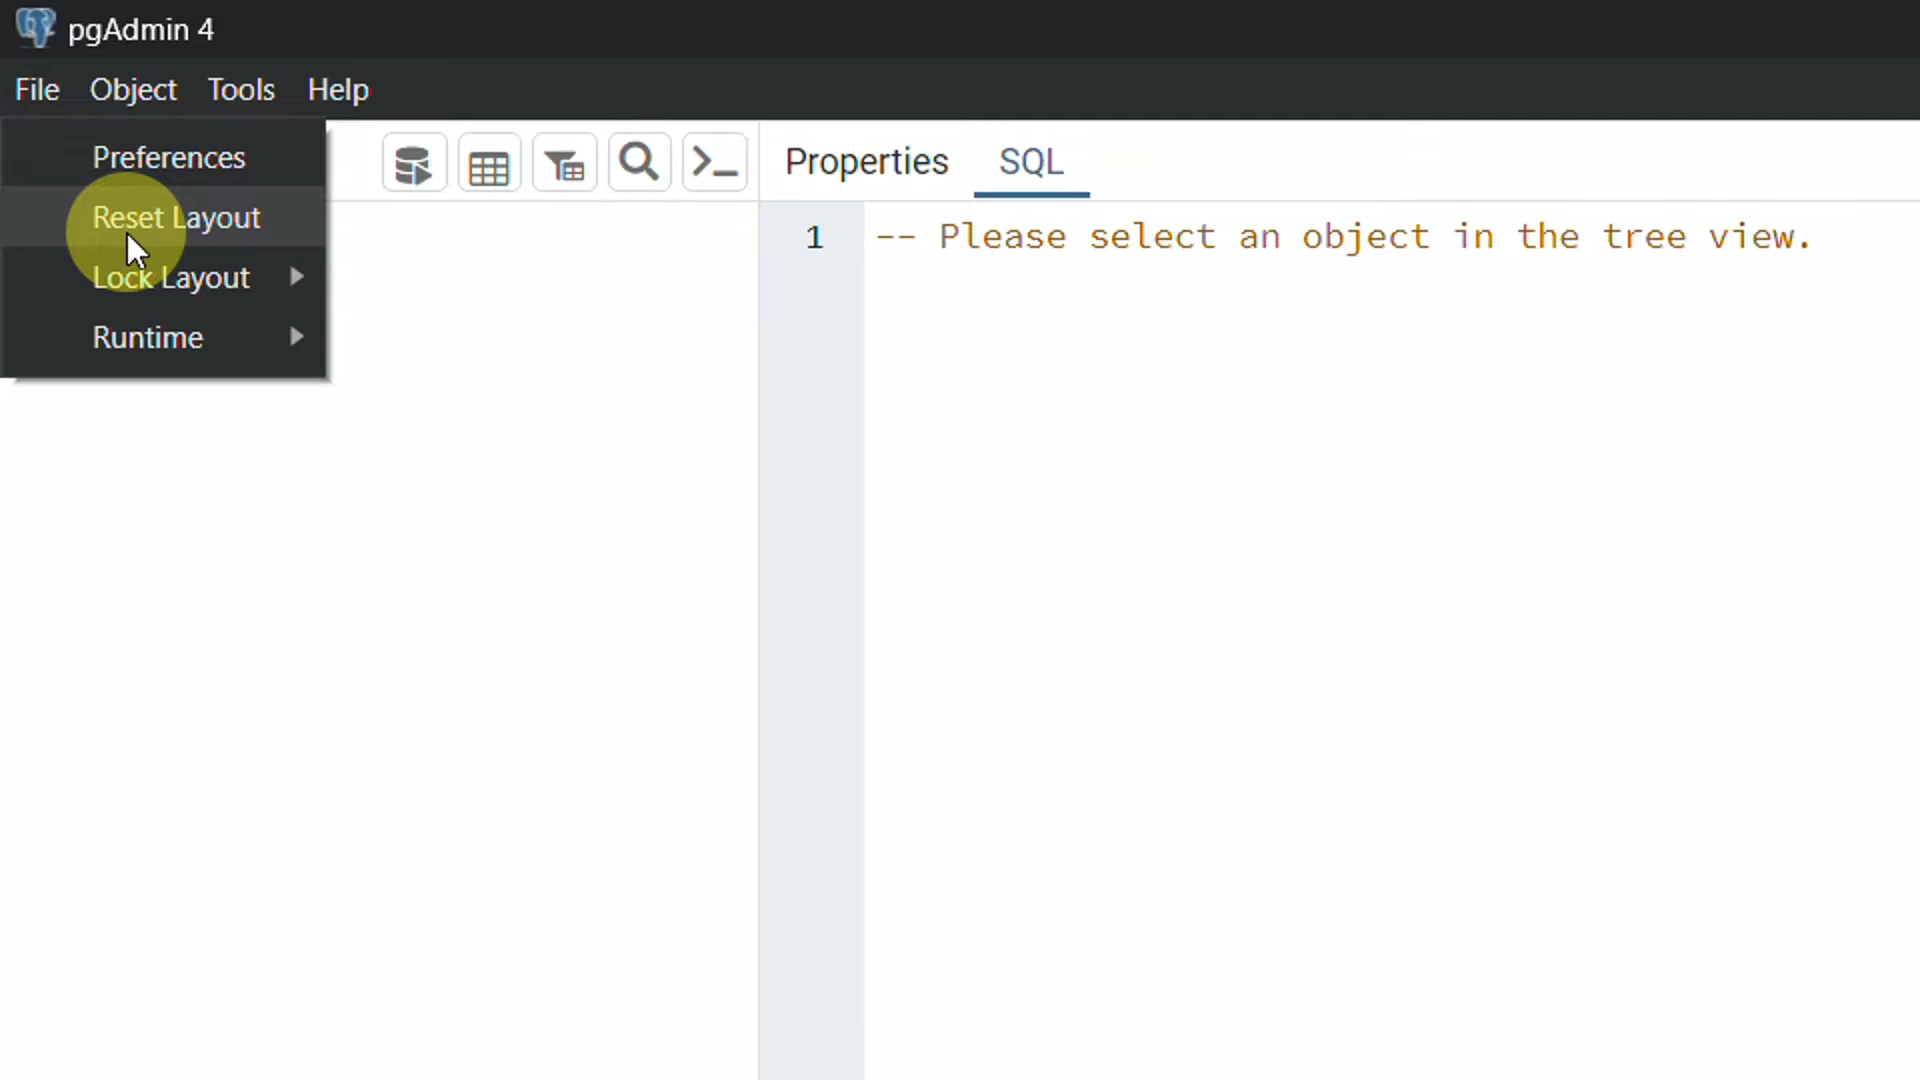 pgAdmin 4
File Object Tools Help
Preferences
Reset Layout
Lock Layout
Runtime
Properties SQL
1 -- Please select an object in the tree view.